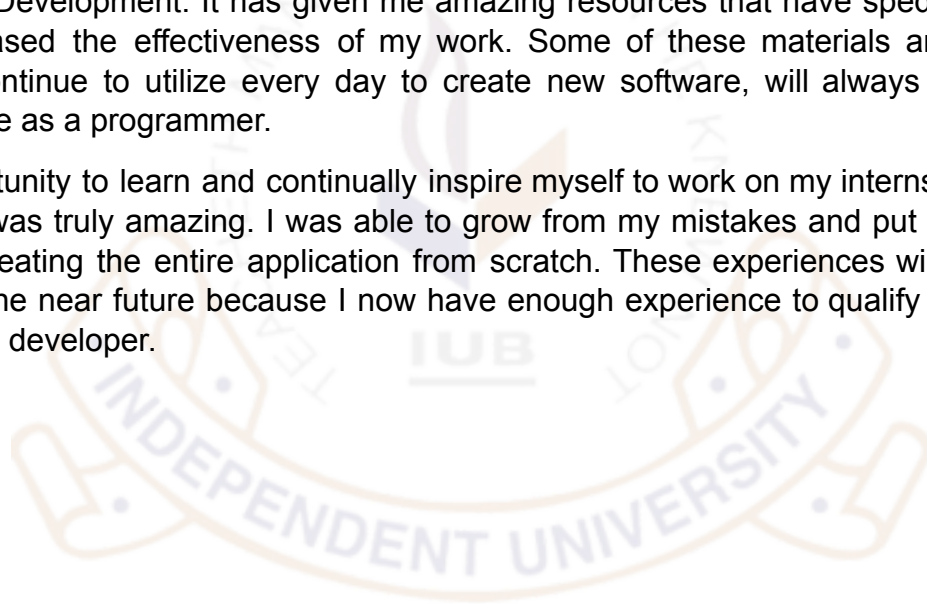 Development. It has given me amazing resources that have spec
ased the effectiveness of my work. Some of these materials a
ntinue to utilize every day to create new software, will always
e as a programmer.
tunity to learn and continually inspire myself to work on my interns
was truly amazing. I was able to grow from my mistakes and put
eating the entire application from scratch. These experiences wi
ne near future because I now have enough experience to qualify
developer.
IUB
INDEPENDENT UNIVERSITY